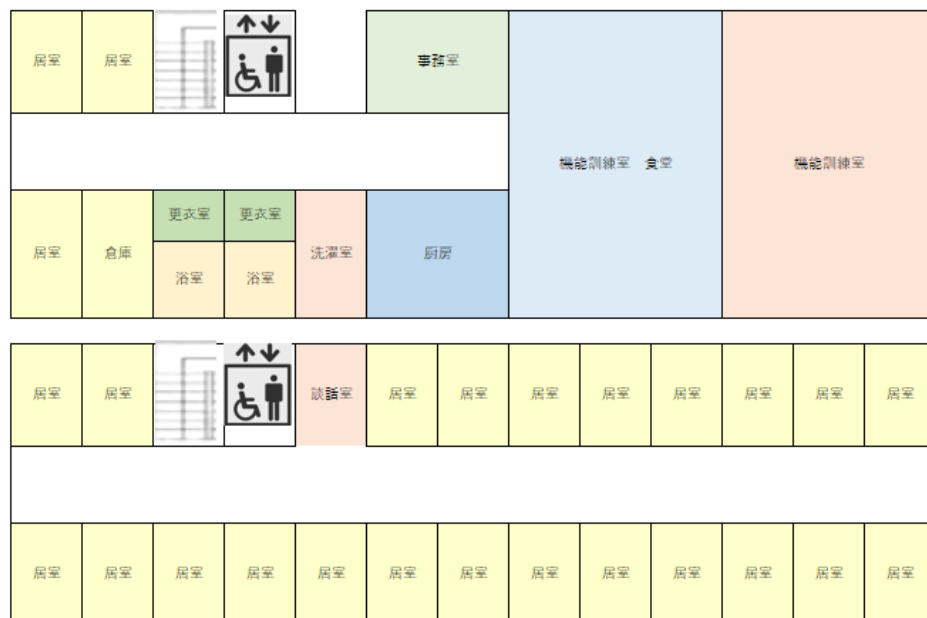 居室 居室 事務室
機能訓練室 食堂 機能訓練室
更衣室 更衣室
居室 倉庫 洗濯室 厨房
浴室 浴室
居室 居室 談話室 居室 居室 居室 居室 居室 居室 居室 居室
居室 居室 居室 居室 居室 居室 居室 居室 居室 居室 居室 居室 居室